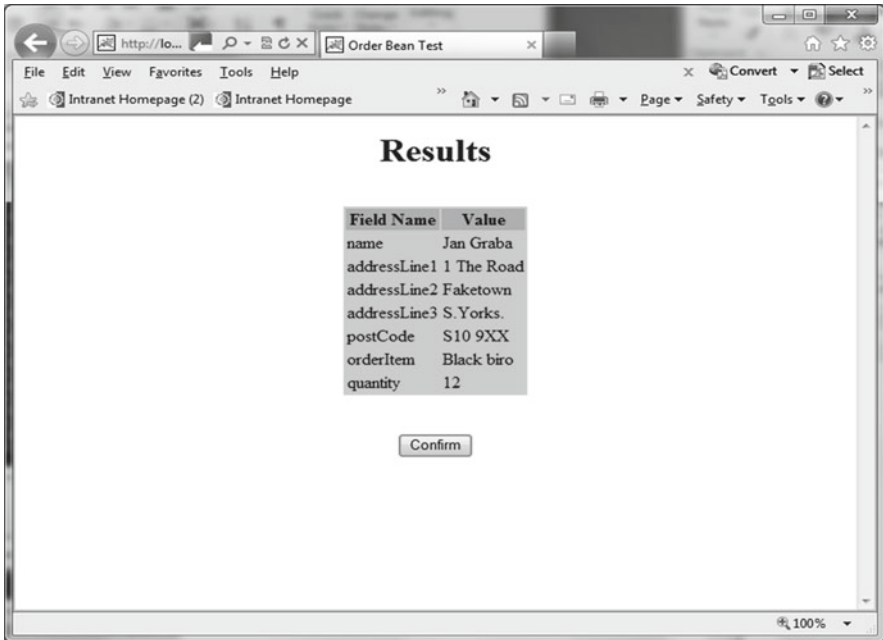 http://lo...
Order Bean Test
File Edit View Favorites Tools Help
Convert Select
Intranet Homepage (2) Intranet Homepage
Page Safety Tools
Results
Field Name Value
name Jan Graba
addressLine1 1 The Road
addressLine2 Faketown
addressLine3 S.Yorks.
postCode S10 9XX
orderItem Black biro
quantity 12
Confirm
100%